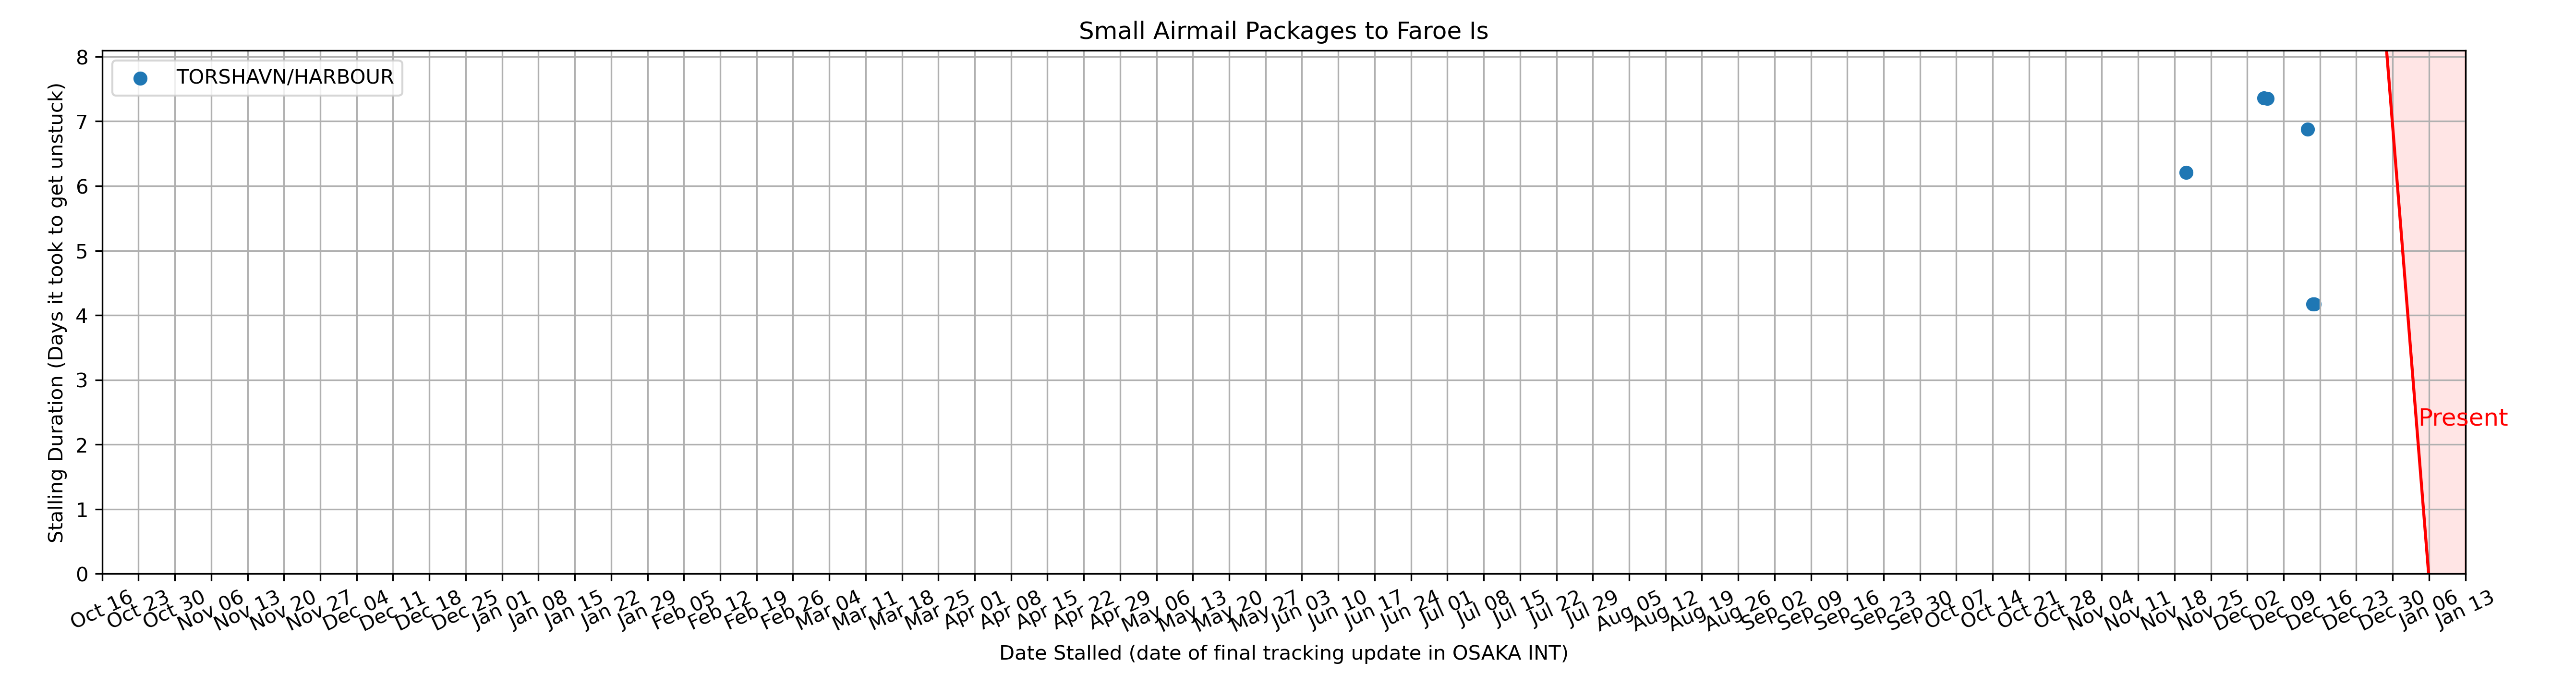 Small Airmail Packages to Faroe Is
TORSHAVN/HARBOUR
Stalling Duration (Days it took to get unstuck)
8
7
6
5
4
3
2
1
0
Present
Oct 16 Oct 23 Oct 30 Nov 06 Nov 13 Nov 20 Nov 27 Dec 04 Dec 11 Dec 18 Dec 25 Jan 01 Jan 08 Jan 15 Jan 22 Jan 29 Feb 05 Feb 12 Feb 19 Feb 26 Mar 04 Mar 11 Mar 18 Mar 25 Apr 01 Apr 08 Apr 15 Apr 22 Apr 29 May 06 May 13 May 20 May 27 Jun 03 Jun 10 Jun 17 Jun 24 Jul 01 Jul 08 Jul 15 Jul 22 Jul 29 Aug 05 Aug 12 Aug 19 Aug 26 Sep 02 Sep 09 Sep 16 Sep 23 Sep 30 Oct 07 Oct 14 Oct 21 Oct 28 Nov 04 Nov 11 Nov 18 Nov 25 Dec 02 Dec 09 Dec 16 Dec 23 Dec 30 Jan 06 Jan 13
Date Stalled (date of final tracking update in OSAKA INT)